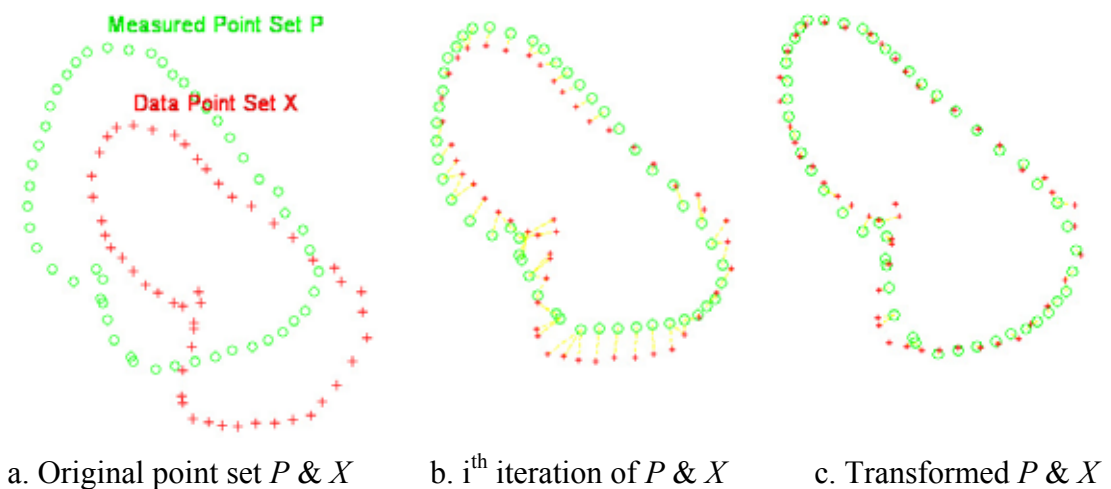 Measured Point Set P
Data Point Set X
a. Original point set P & X
b. ith iteration of P & X
c. Transformed P & X